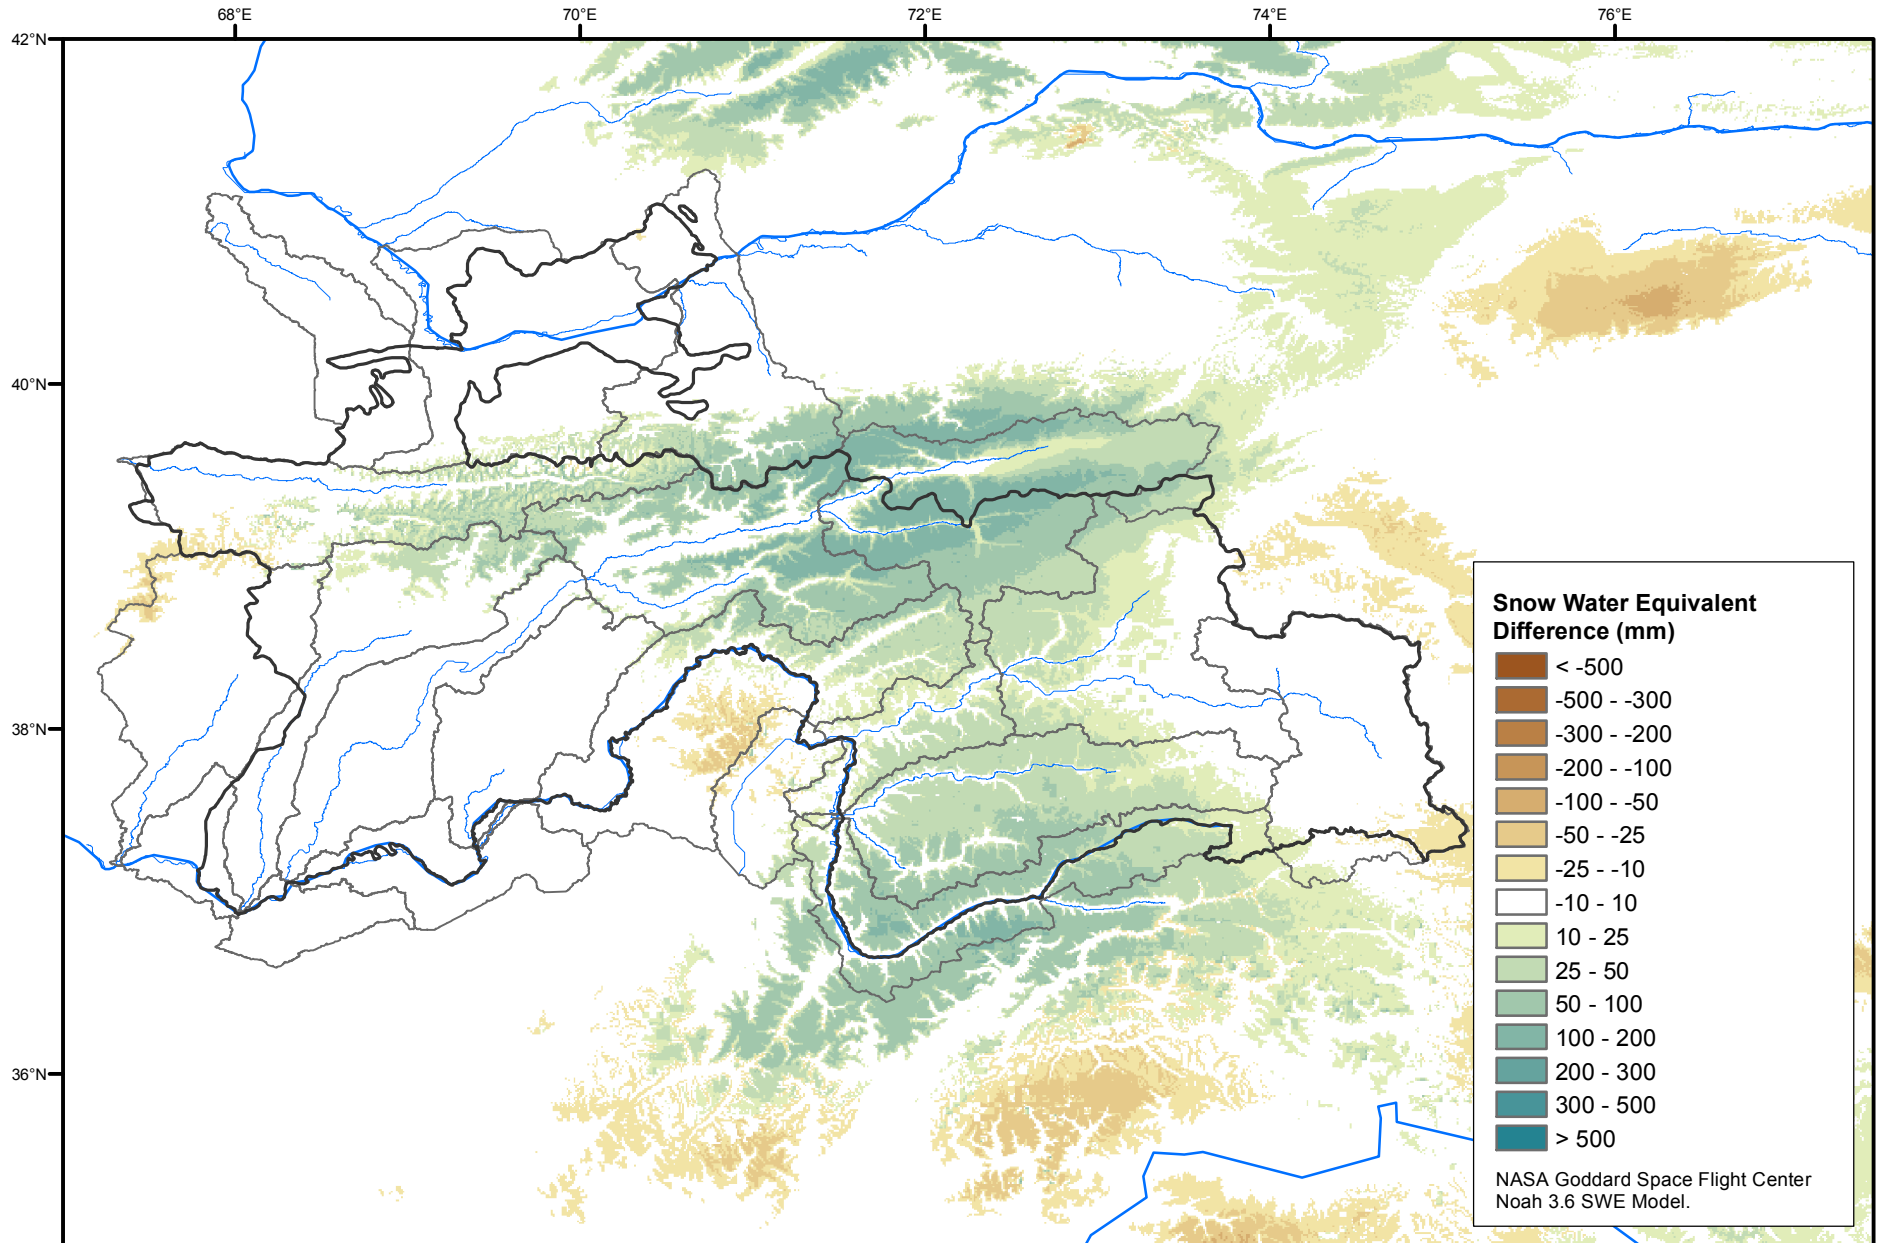 68°E
70°E
72°E
74°E
76°E
42°N
40°N
38°N
36°N
Snow Water Equivalent
Difference (mm)
< -500
-500 - -300
-300 - -200
-200 - -100
-100 - -50
-50 - -25
-25 - -10
-10 - 10
10 - 25
25 - 50
50 - 100
100 - 200
200 - 300
300 - 500
> 500
NASA Goddard Space Flight Center
Noah 3.6 SWE Model.